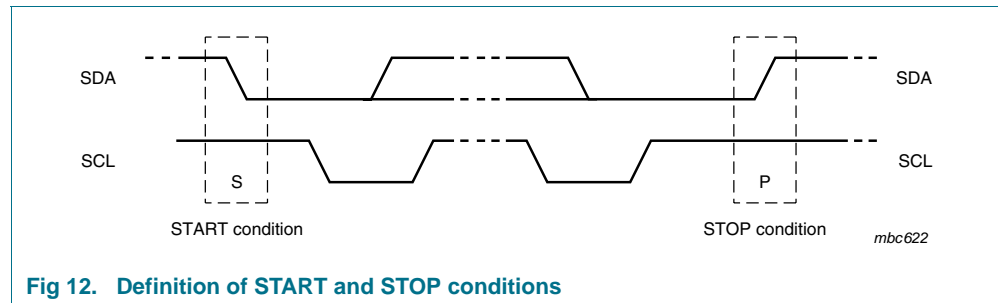 SDA
SDA
SCL
SCL
S
P
START condition
STOP condition
mbc622
Fig 12. Definition of START and STOP conditions